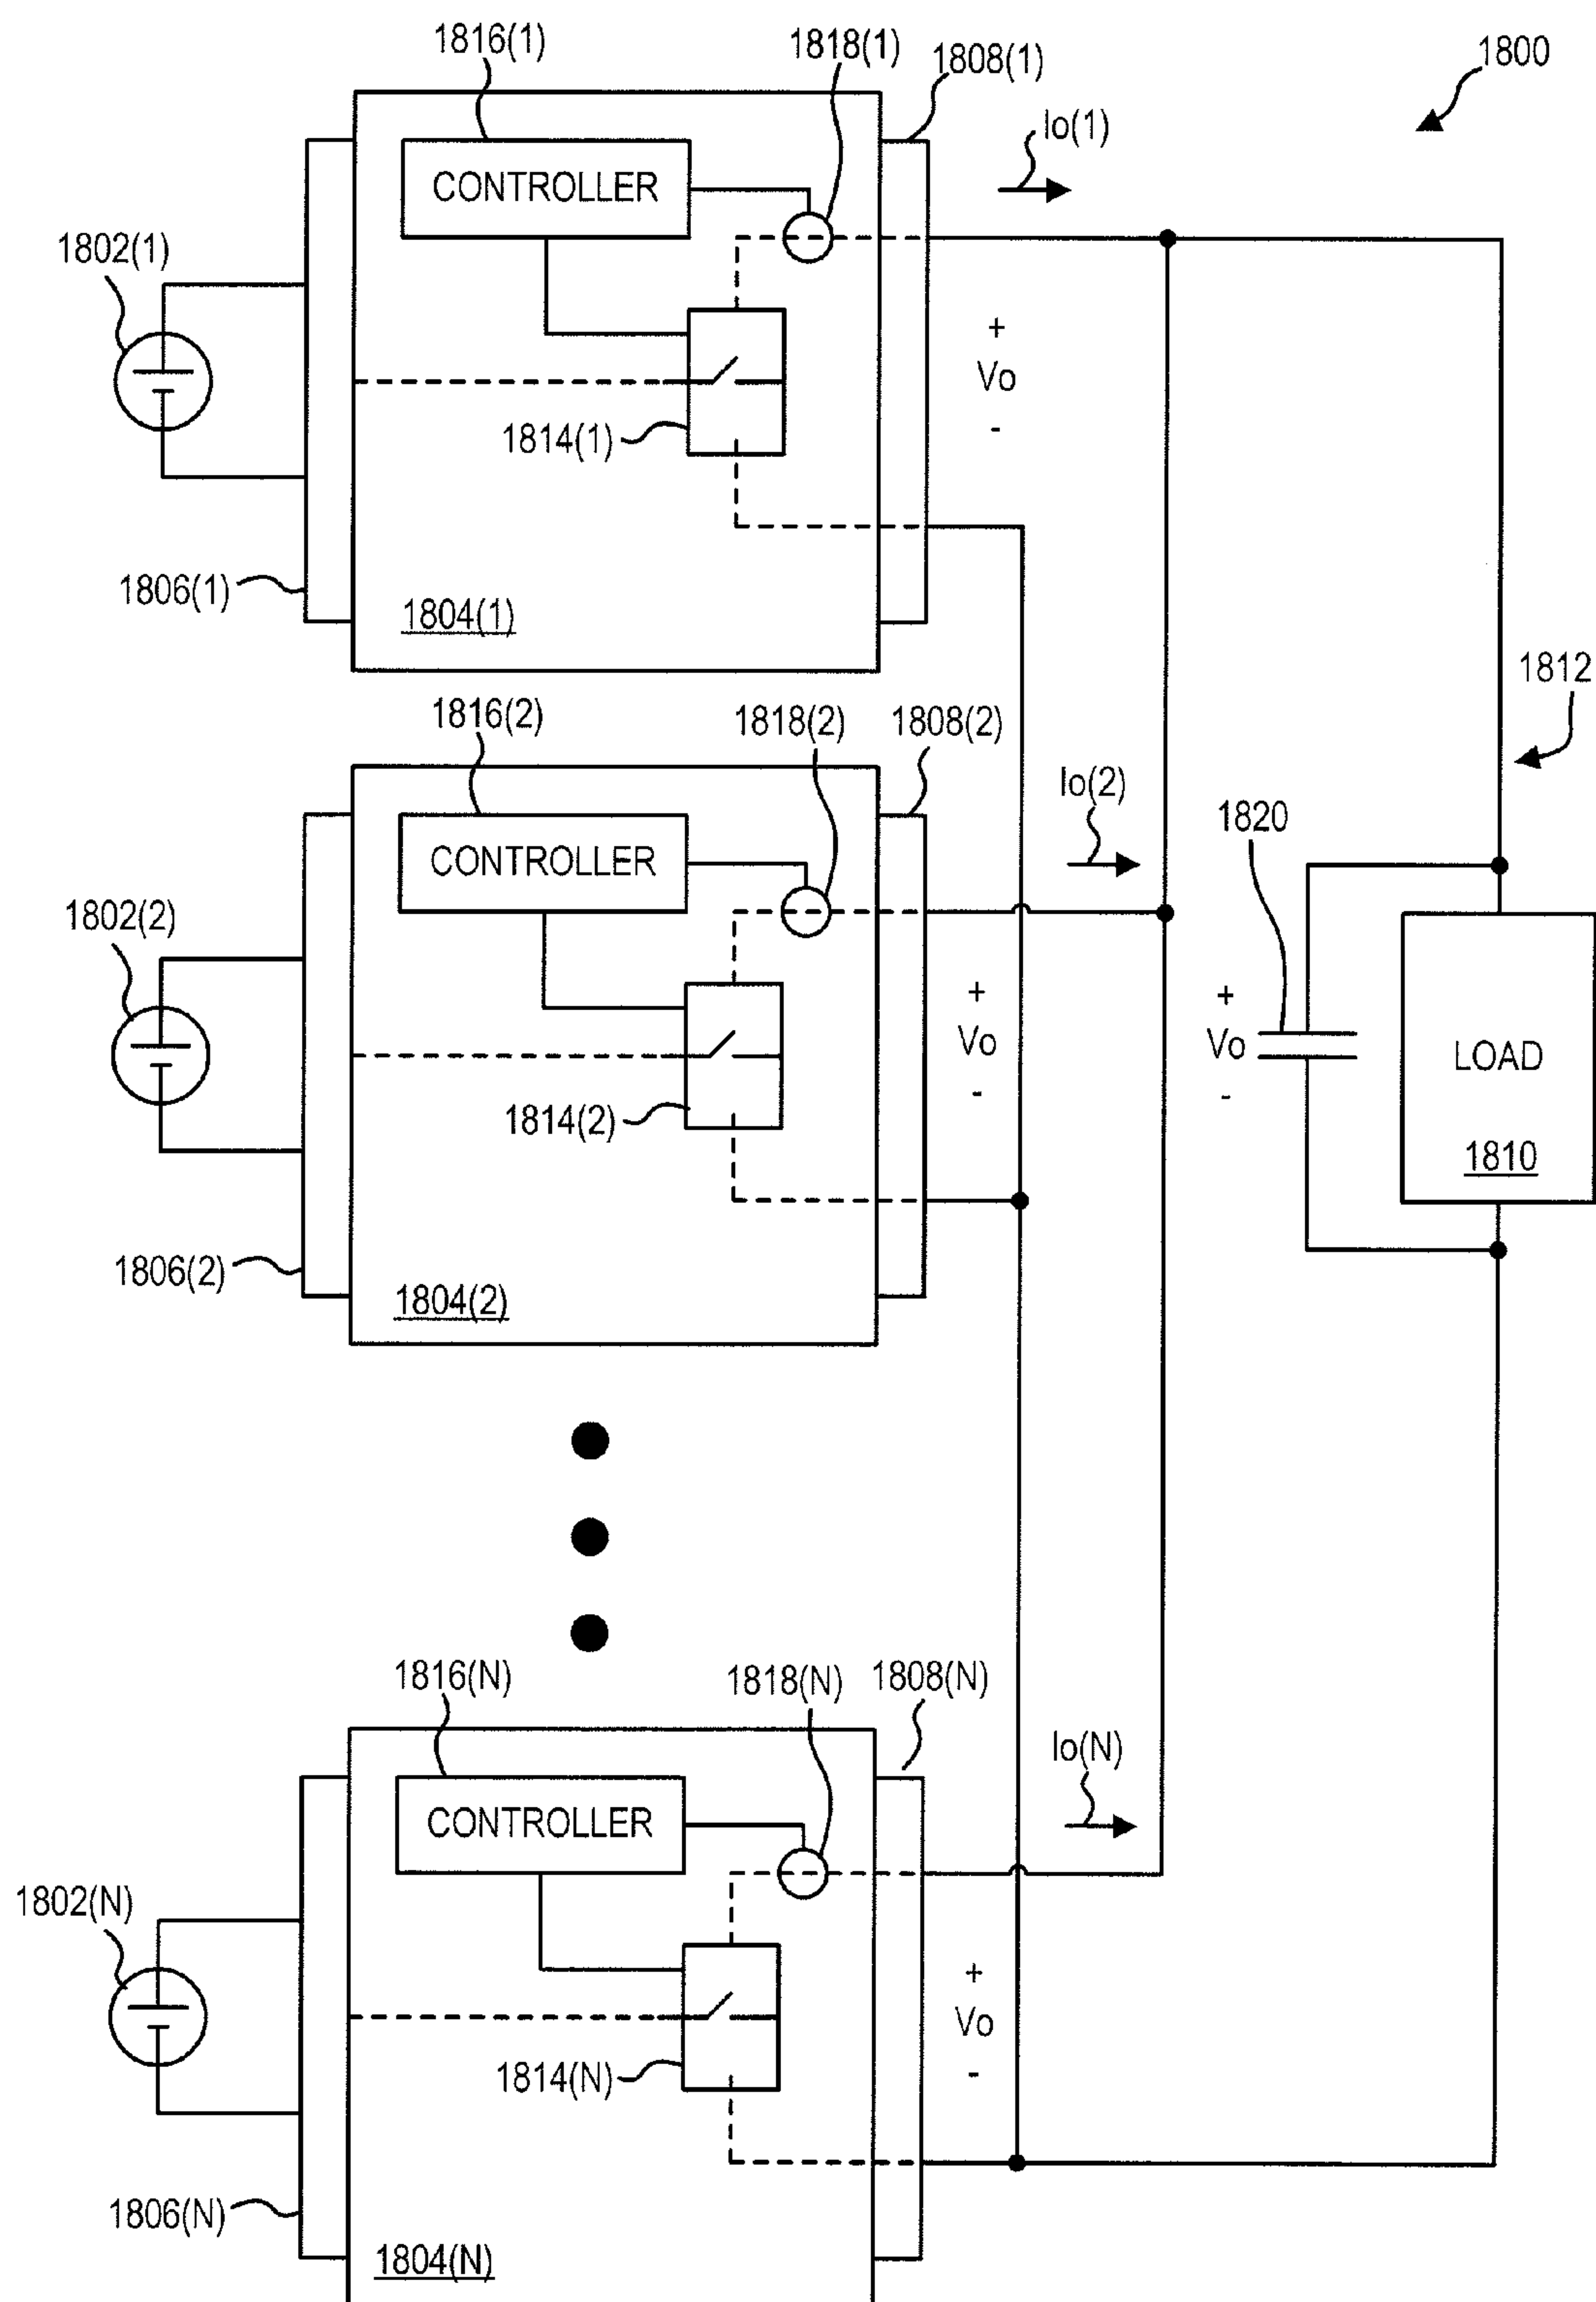 1816(1)
1818(1)
1808(1)
1800
Io(1)
CONTROLLER
1802(1)
+
Vo
-
1814(1)
1806(1)
1804(1)
1812
1816(2)
1818(2)
1808(2)
Io(2)
1820
CONTROLLER
1802(2)
+
Vo
-
+
Vo
-
LOAD
1810
1814(2)
1806(2)
1804(2)
1816(N)
1818(N)
1808(N)
Io(N)
CONTROLLER
1802(N)
+
Vo
-
1814(N)
1806(N)
1804(N)